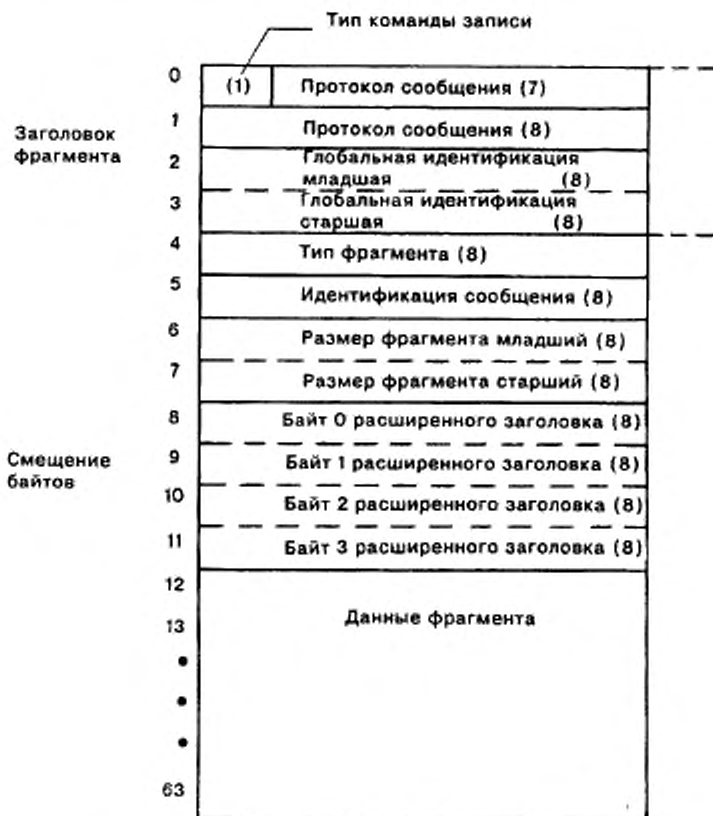 Тип команды записи
0 (1) Протокол сообщения (7)
Заголовок
фрагмента
1 Протокол сообщения (8)
2 Глобальная идентификация
младшая (8)
3 Глобальная идентификация
старшая (8)
4 Тип фрагмента (8)
5 Идентификация сообщения (8)
6 Размер фрагмента младший (8)
7 Размер фрагмента старший (8)
8 Байт 0 расширенного заголовка (8)
Смещение
байтов
9 Байт 1 расширенного заголовка (8)
10 Байт 2 расширенного заголовка (8)
11 Байт 3 расширенного заголовка (8)
12
13 Данные фрагмента
63